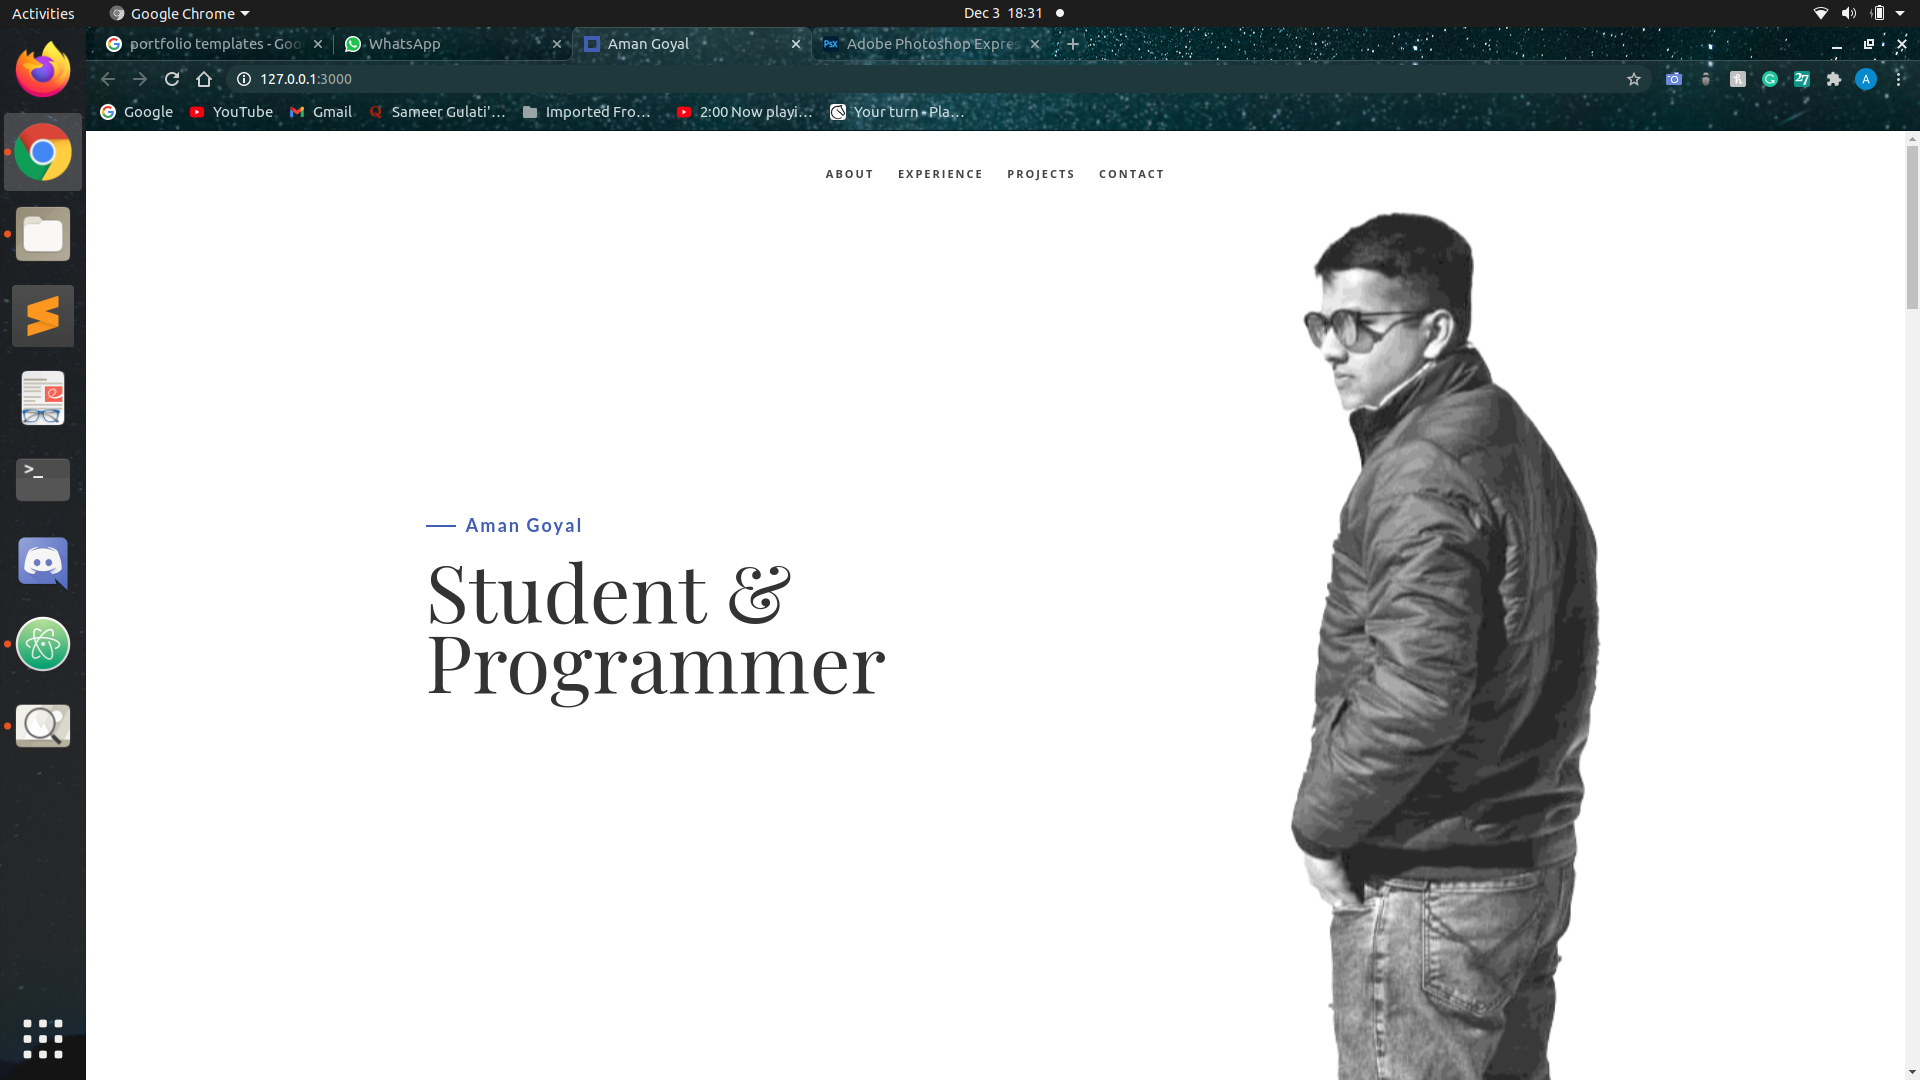 Activities
Google Chrome
Dec 3 18:31
portfolio templates - Goo
WhatsApp
Aman Goyal
Psx
Adobe Photoshop Expres
127.0.0.1:3000
27
A
Google
YouTube
Gmail
Sameer Gulati'...
Imported Fro...
2:00 Now playi...
Your turn • Pla...
ABOUT
EXPERIENCE
PROJECTS
CONTACT
Aman Goyal
Student &
Programmer
>_